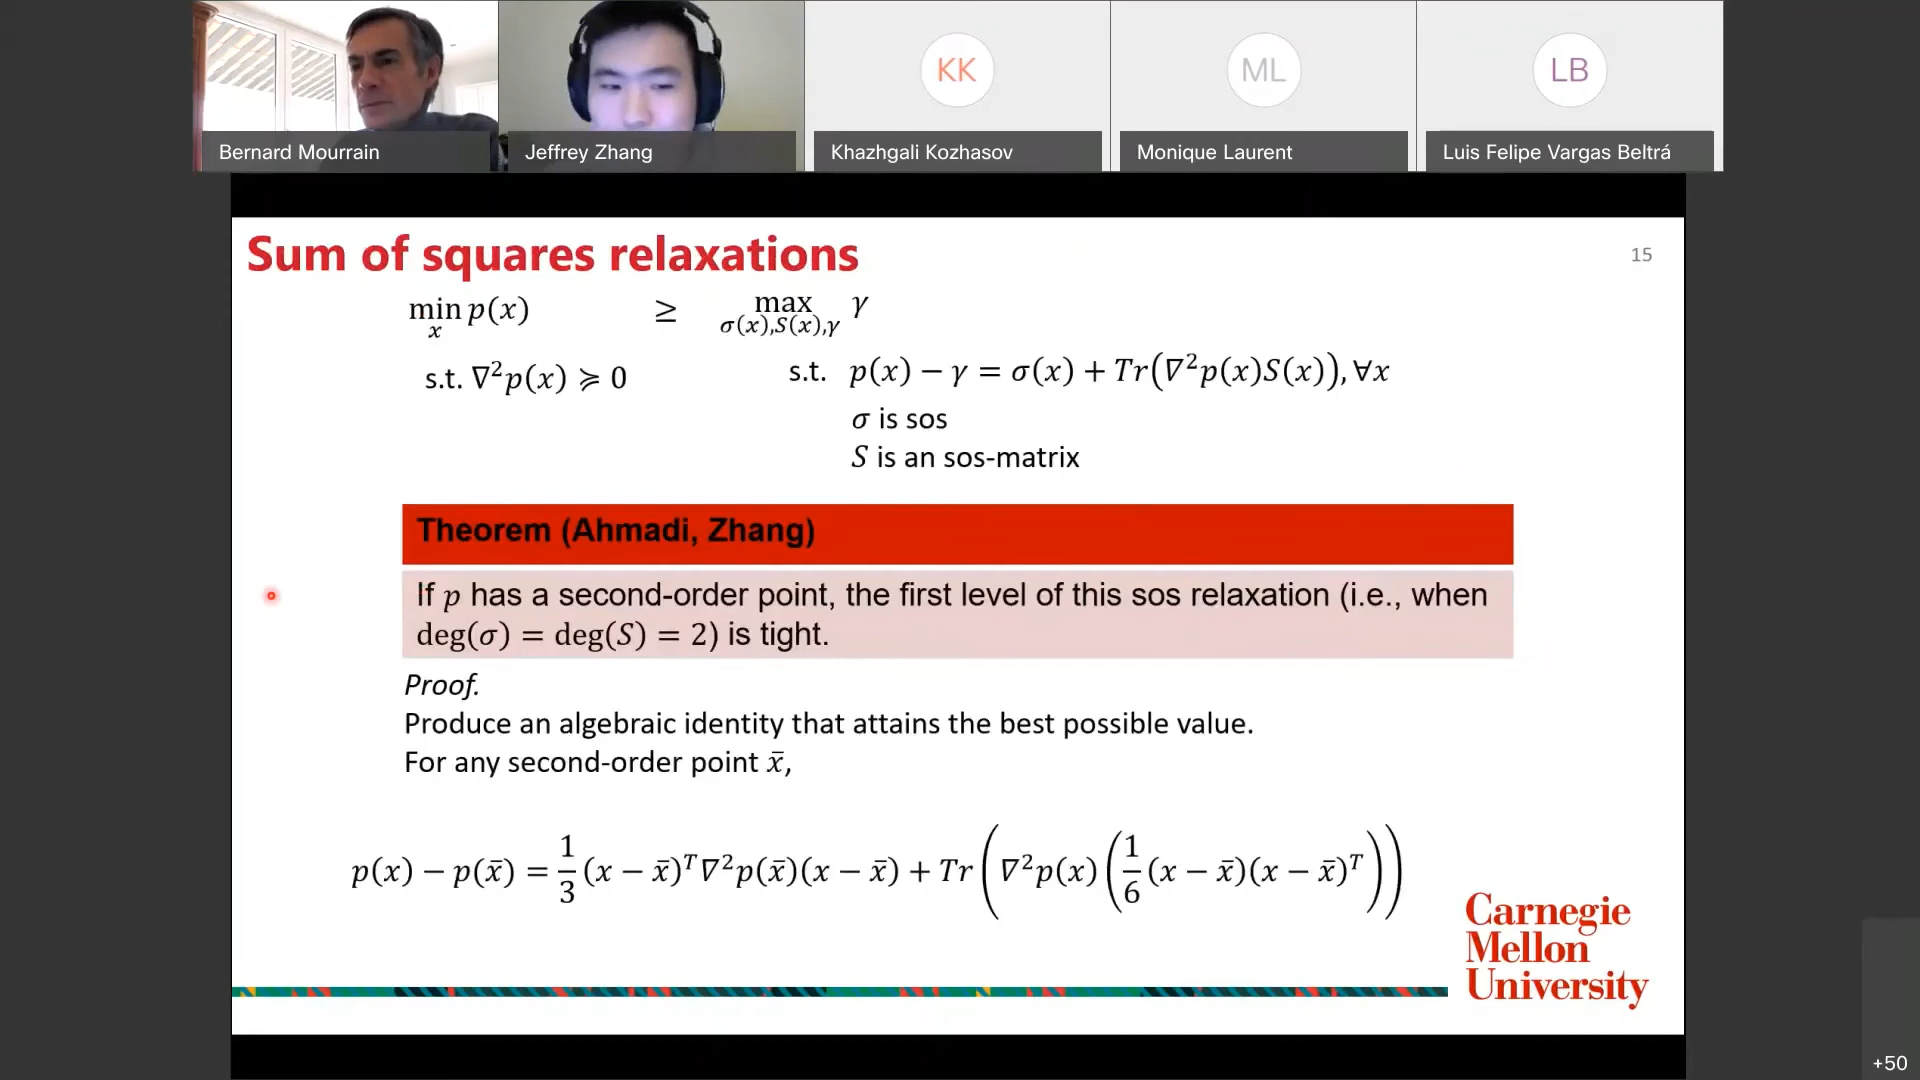 KK
ML
LB
Bernard Mourrain
Jeffrey Zhang
Khazhgali Kozhasov
Monique Laurent
Luis Felipe Vargas Beltrá
Sum of squares relaxations
15
min p(x) ≥ max γ
x σ(x),S(x),γ
s.t. ∇²p(x) ≽ 0
s.t. p(x) − γ = σ(x) + Tr(∇²p(x)S(x)), ∀x
σ is sos
S is an sos-matrix
Theorem (Ahmadi, Zhang)
If p has a second-order point, the first level of this sos relaxation (i.e., when
deg(σ) = deg(S) = 2) is tight.
Proof.
Produce an algebraic identity that attains the best possible value.
For any second-order point x̄,
p(x) − p(x̄) = 1/3 (x − x̄)ᵀ∇²p(x̄)(x − x̄) + Tr(∇²p(x)(1/6 (x − x̄)(x − x̄)ᵀ))
Carnegie
Mellon
University
+50